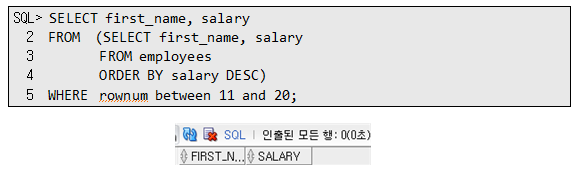 SQL> SELECT first_name, salary
2 FROM (SELECT first_name, salary
3 FROM employees
4 ORDER BY salary DESC)
5 WHERE rownum between 11 and 20;
SQL | 인출된 모든 행: 0(0초)
FIRST_N... SALARY